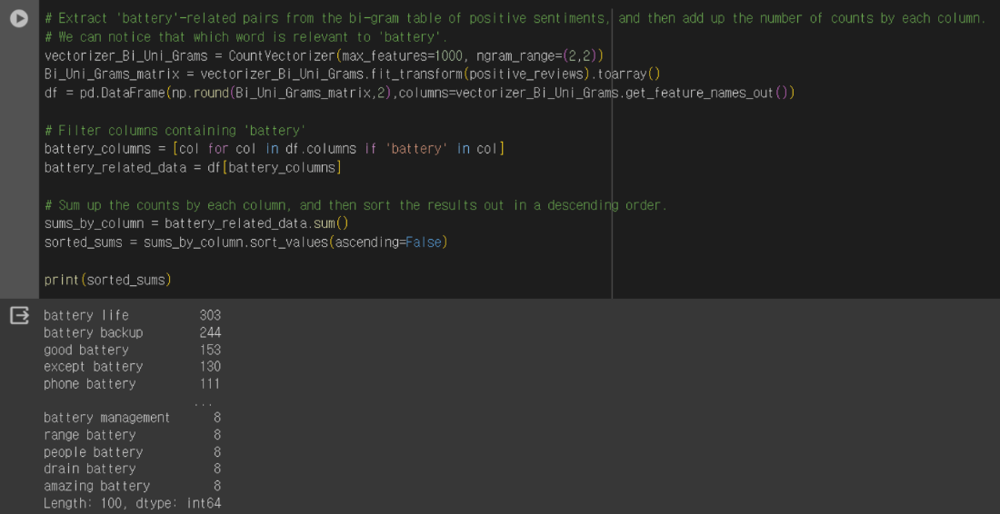 # Extract 'battery'-related pairs from the bi-gram table of positive sentiments, and then add up the number of counts by each column.
# We can notice that which word is relevant to 'battery'.
vectorizer_Bi_Uni_Grams = CountVectorizer(max_features=1000, ngram_range=(2,2))
Bi_Uni_Grams_matrix = vectorizer_Bi_Uni_Grams.fit_transform(positive_reviews).toarray()
df = pd.DataFrame(np.round(Bi_Uni_Grams_matrix,2),columns=vectorizer_Bi_Uni_Grams.get_feature_names_out())
# Filter columns containing 'battery'
battery_columns = [col for col in df.columns if 'battery' in col]
battery_related_data = df[battery_columns]
# Sum up the counts by each column, and then sort the results out in a descending order.
sums_by_column = battery_related_data.sum()
sorted_sums = sums_by_column.sort_values(ascending=False)
print(sorted_sums)
battery life 303
battery backup 244
good battery 153
except battery 130
phone battery 111
...
battery management 8
range battery 8
people battery 8
drain battery 8
amazing battery 8
Length: 100, dtype: int64